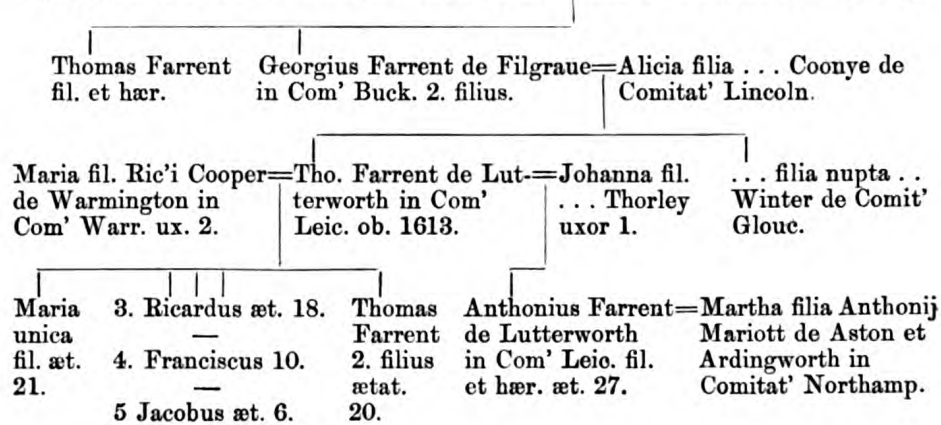 Thomas Farrent
fil. et hær.
Georgius Farrent de Filgraue=Alicia filia . . . Coonye de
in Com' Buck. 2. filius.
Comitat' Lincoln.
Maria fil. Ric'i Cooper=Tho. Farrent de Lut-=Johanna fil.
de Warmington in
Com' Warr. ux. 2.
terworth in Com'
Leic. ob. 1613.
. . . Thorley
uxor 1.
. . . filia nupta . .
Winter de Comit'
Glouc.
Maria
unica
fil. æt.
21.
3. Ricardus æt. 18.
—
4. Franciscus 10.
—
5 Jacobus æt. 6.
Thomas
Farrent
2. filius
ætat.
20.
Anthonius Farrent=Martha filia Anthonij
de Lutterworth
in Com' Leic. fil.
et hær. æt. 27.
Mariott de Aston et
Ardingworth in
Comitat' Northamp.